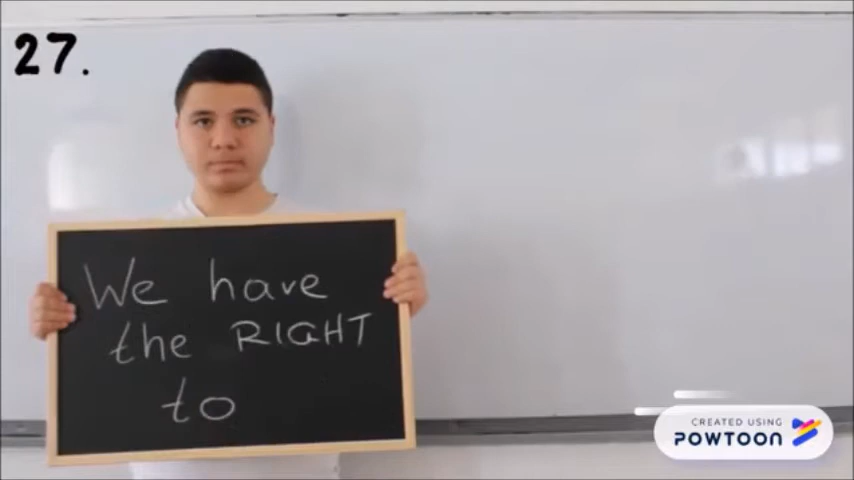 27.
We have
the RIGHT
to
CREATED USING
POWTOON